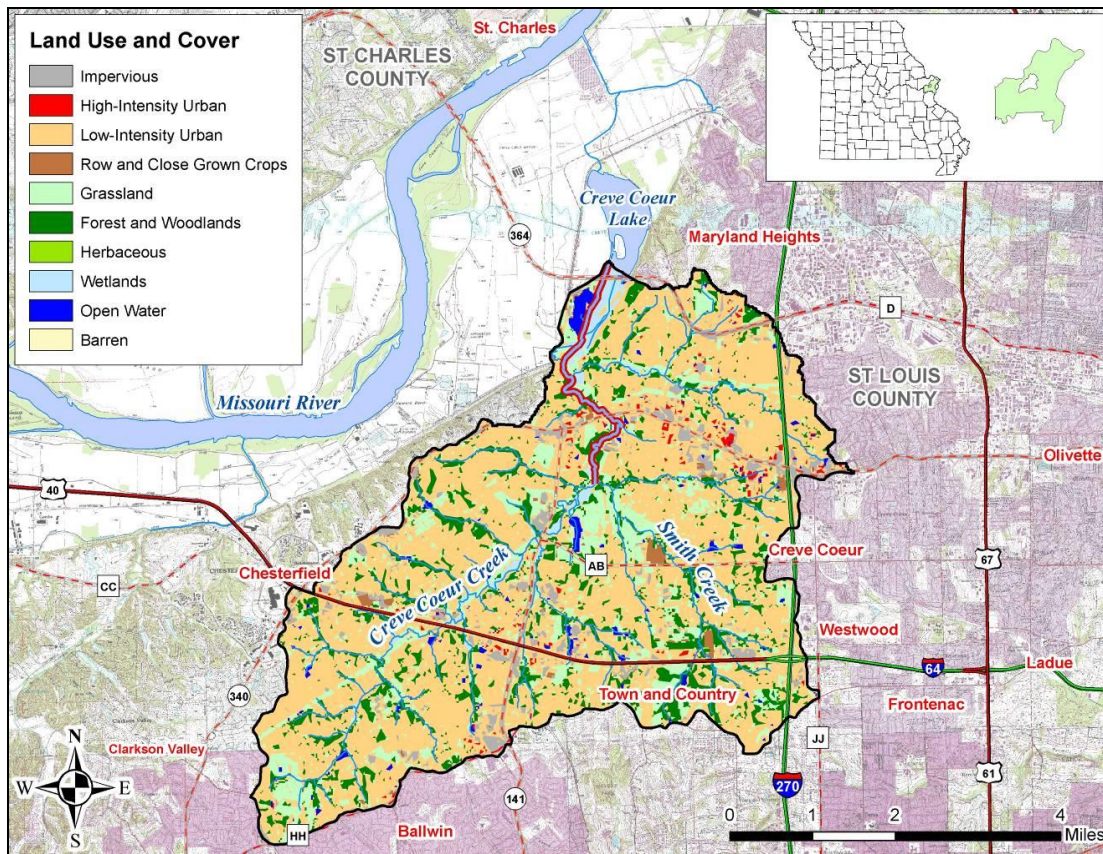 Land Use and Cover
Impervious
High-Intensity Urban
Low-Intensity Urban
Row and Close Grown Crops
Grassland
Forest and Woodlands
Herbaceous
Wetlands
Open Water
Barren
St. Charles
ST CHARLES
COUNTY
Creve Coeur
Lake
364
Maryland Heights
D
ST LOUIS
COUNTY
Missouri River
Olivette
40
Creve Coeur
67
AB
Smith Creek
Creve Coeur Creek
CC
Chesterfield
Westwood
64
Ladue
Town and Country
Frontenac
340
Clarkson Valley
JJ
N
W
E
S
270
61
141
HH
Ballwin
0
1
2
4
Miles